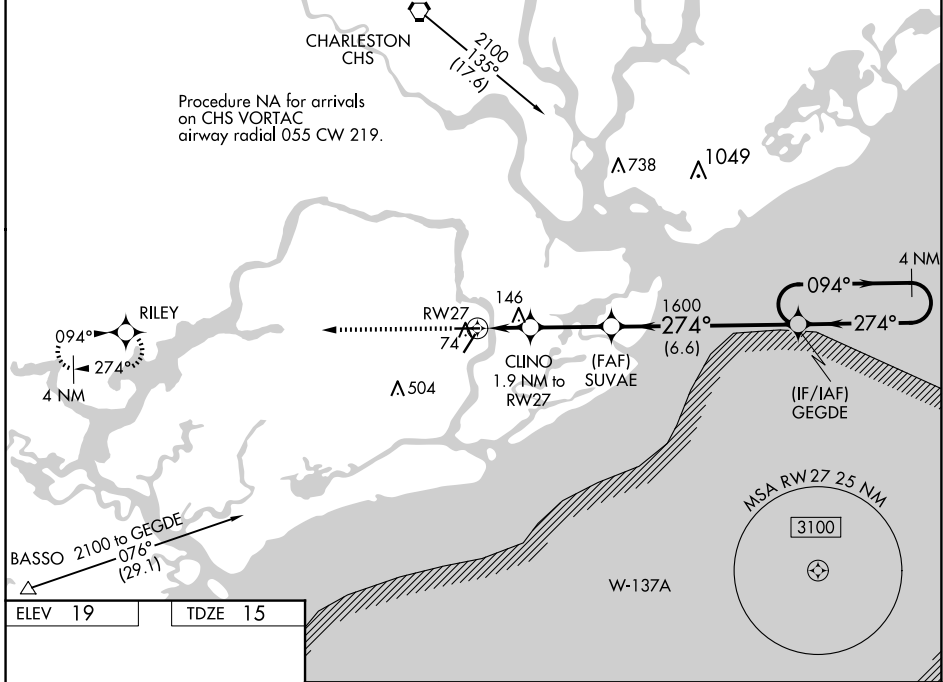 CHARLESTON
CHS
2100
135°
(17.6)
Procedure NA for arrivals
on CHS VORTAC
airway radial 055 CW 219.
738
1049
4 NM
094°
274°
RILEY
094°
274°
4 NM
RW27
74
146
1600
274°
(6.6)
CLINO
1.9 NM to
RW27
(FAF)
SUVAE
(IF/IAF)
GEGDE
504
MSA RW27 25 NM
3100
W-137A
BASSO
2100 to GEGDE
076°
(29.1)
ELEV 19
TDZE 15